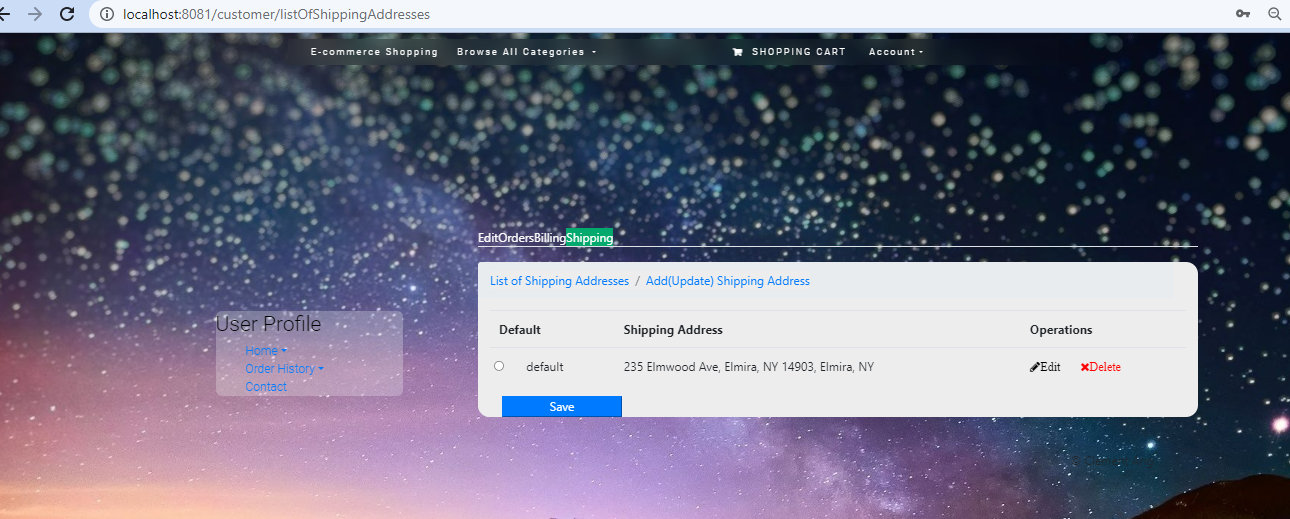 localhost:8081/customer/listOfShippingAddresses
E-commerce Shopping Browse All Categories SHOPPING CART Account
EditOrdersBillingShipping
List of Shipping Addresses / Add(Update) Shipping Address
User Profile
Home
Order History
Contact
Default Shipping Address Operations
default 235 Elmwood Ave, Elmira, NY 14903, Elmira, NY Edit Delete
Save